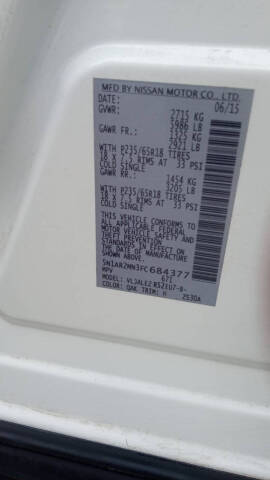 MFD BY NISSAN MOTOR CO., LTD.
DATE: 06/15
GVWR: 2715 KG
5986 LB
GAWR FR: 1325 KG
2921 LB
WITH P235/65R18 TIRES
18 X 7.5 RIMS AT 33 PSI
COLD SINGLE
GAWR RR: 1454 KG
3205 LB
WITH P235/65R18 TIRES
18 X 7.5 RIMS AT 33 PSI
COLD SINGLE
THIS VEHICLE CONFORMS TO ALL
APPLICABLE U.S. FEDERAL
MOTOR VEHICLE SAFETY
STANDARDS IN EFFECT ON THE
DATE OF MANUFACTURE SHOWN
ABOVE.
5N1AR2MN3FC684377
MPV 671
MODEL:
COLOR: QAK TRIM: H 2530A